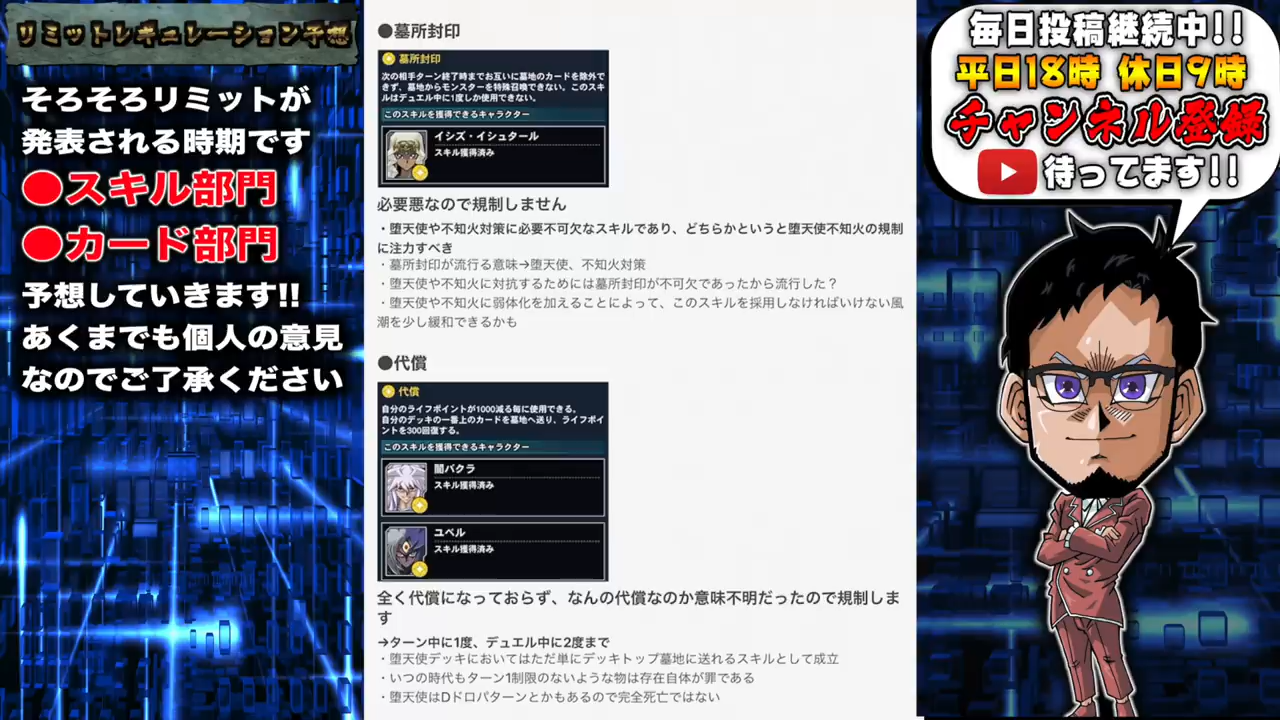 リミットレギュレーション予想
そろそろリミットが
発表される時期です
●スキル部門
●カード部門
予想していきます!!
あくまでも個人の意見
なのでご了承ください
●墓所封印
墓所封印
次の相手ターン終了時までお互いに墓地のカードを除外で
きず、墓地からモンスターを特殊召喚できない。このスキ
ルはデュエル中に1度しか使用できない。
このスキルを獲得できるキャラクター
イシズ・イシュタール
スキル獲得済み
必要悪なので規制しません
・堕天使や不知火対策に必要不可欠なスキルであり、どちらかというと堕天使不知火の規制
に注力すべき
・墓所封印が流行る意味→堕天使、不知火対策
・堕天使や不知火に対抗するためには墓所封印が不可欠であったから流行した？
・堕天使や不知火に弱体化を加えることによって、このスキルを採用しなければいけない風
潮を少し緩和できるかも
●代償
代償
自分のライフポイントが1000減る毎に使用できる。
自分のデッキの一番上のカードを墓地へ送り、ライフポイ
ントを300回復する。
このスキルを獲得できるキャラクター
闇バクラ
スキル獲得済み
ユベル
スキル獲得済み
全く代償になっておらず、なんの代償なのか意味不明だったので規制しま
す
→ターン中に1度、デュエル中に2度まで
・堕天使デッキにおいてはただ単にデッキトップ墓地に送れるスキルとして成立
・いつの時代もターン1制限のないような物は存在自体が罪である
・堕天使はDドロパターンとかもあるので完全死亡ではない
毎日投稿継続中!!
平日18時 休日9時
チャンネル登録
待ってます!!